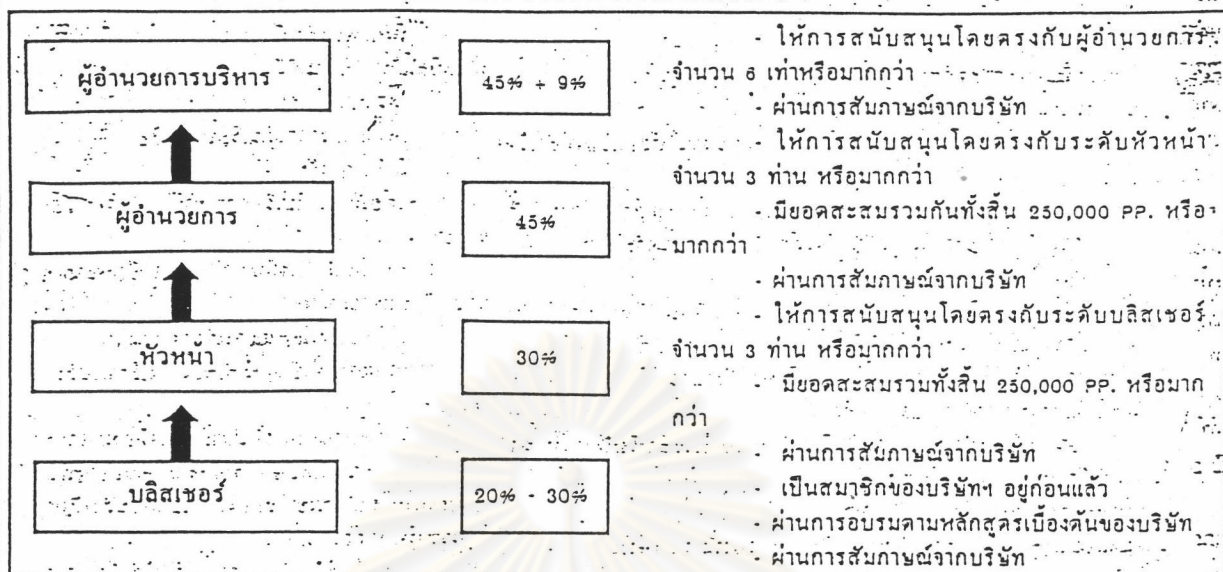 ผู้อำนวยการบริหาร
45% + 9%
- ให้การสนับสนุนโดยตรงกับผู้อำนวยการ
จำนวน 6 เท่าหรือมากกว่า
- ผ่านการสัมภาษณ์จากบริษัท
ผู้อำนวยการ
45%
- ให้การสนับสนุนโดยตรงกับระดับหัวหน้า
จำนวน 3 ท่าน หรือมากกว่า
- มียอดสะสมรวมกันทั้งสิ้น 250,000 PP. หรือ
มากกว่า
- ผ่านการสัมภาษณ์จากบริษัท
หัวหน้า
30%
- ให้การสนับสนุนโดยตรงกับระดับบลิสเชอร์
จำนวน 3 ท่าน หรือมากกว่า
- มียอดสะสมรวมทั้งสิ้น 250,000 PP. หรือมาก
กว่า
- ผ่านการสัมภาษณ์จากบริษัท
บลิสเชอร์
20% - 30%
- เป็นสมาชิกของบริษัทฯ อยู่ก่อนแล้ว
- ผ่านการอบรมตามหลักสูตรเบื้องต้นของบริษัท
- ผ่านการสัมภาษณ์จากบริษัท